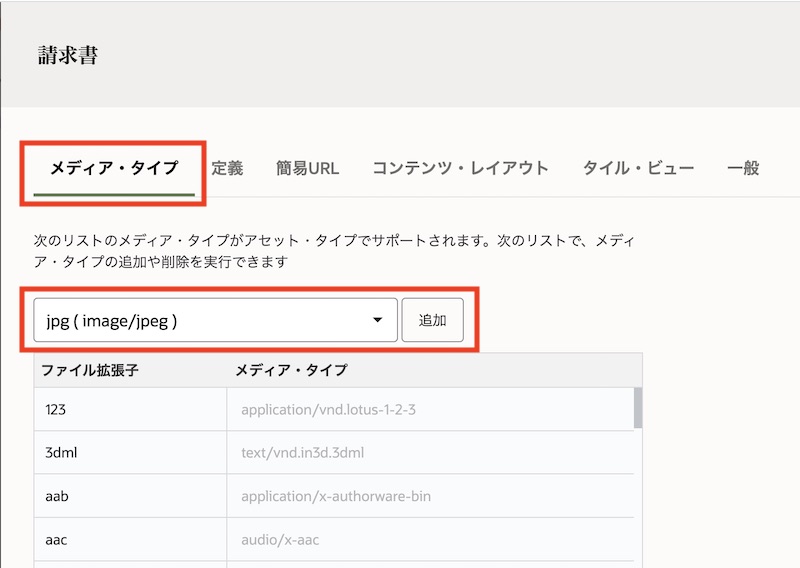 請求書
メディア・タイプ 定義 簡易URL コンテンツ・レイアウト タイル・ビュー 一般
次のリストのメディア・タイプがアセット・タイプでサポートされます。次のリストで、メディ
ア・タイプの追加や削除を実行できます
jpg ( image/jpeg ) 追加
ファイル拡張子 メディア・タイプ
123 application/vnd.lotus-1-2-3
3dml text/vnd.in3d.3dml
aab application/x-authorware-bin
aac audio/x-aac